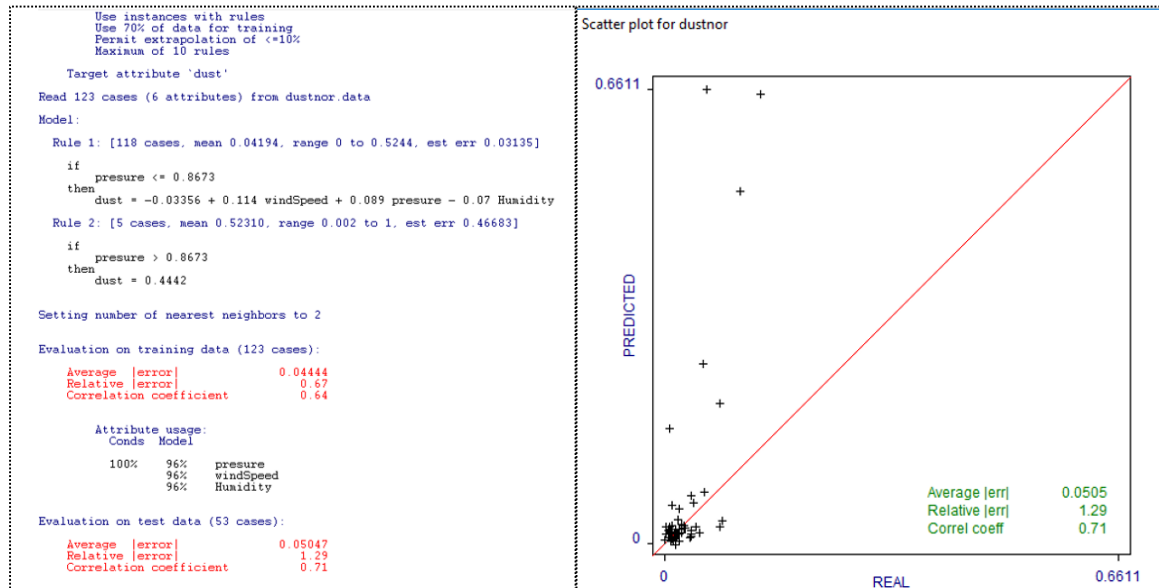 Use instances with rules
Use 70% of data for training
Permit extrapolation of <=10%
Maximum of 10 rules
Target attribute `dust'
Read 123 cases (6 attributes) from dustnor.data
Model:
Rule 1: [118 cases, mean 0.04194, range 0 to 0.5244, est err 0.03135]
if
presure <= 0.8673
then
dust = -0.03356 + 0.114 windSpeed + 0.089 presure - 0.07 Humidity
Rule 2: [5 cases, mean 0.52310, range 0.002 to 1, est err 0.46683]
if
presure > 0.8673
then
dust = 0.4442
Setting number of nearest neighbors to 2
Evaluation on training data (123 cases):
Average |error| 0.04444
Relative |error| 0.67
Correlation coefficient 0.64
Attribute usage:
Conds Model
100% 96% presure
96% windSpeed
96% Humidity
Evaluation on test data (53 cases):
Average |error| 0.05047
Relative |error| 1.29
Correlation coefficient 0.71
Scatter plot for dustnor
0.6611
PREDICTED
Average |err| 0.0505
Relative |err| 1.29
Correl coeff 0.71
0
0 0.6611
REAL